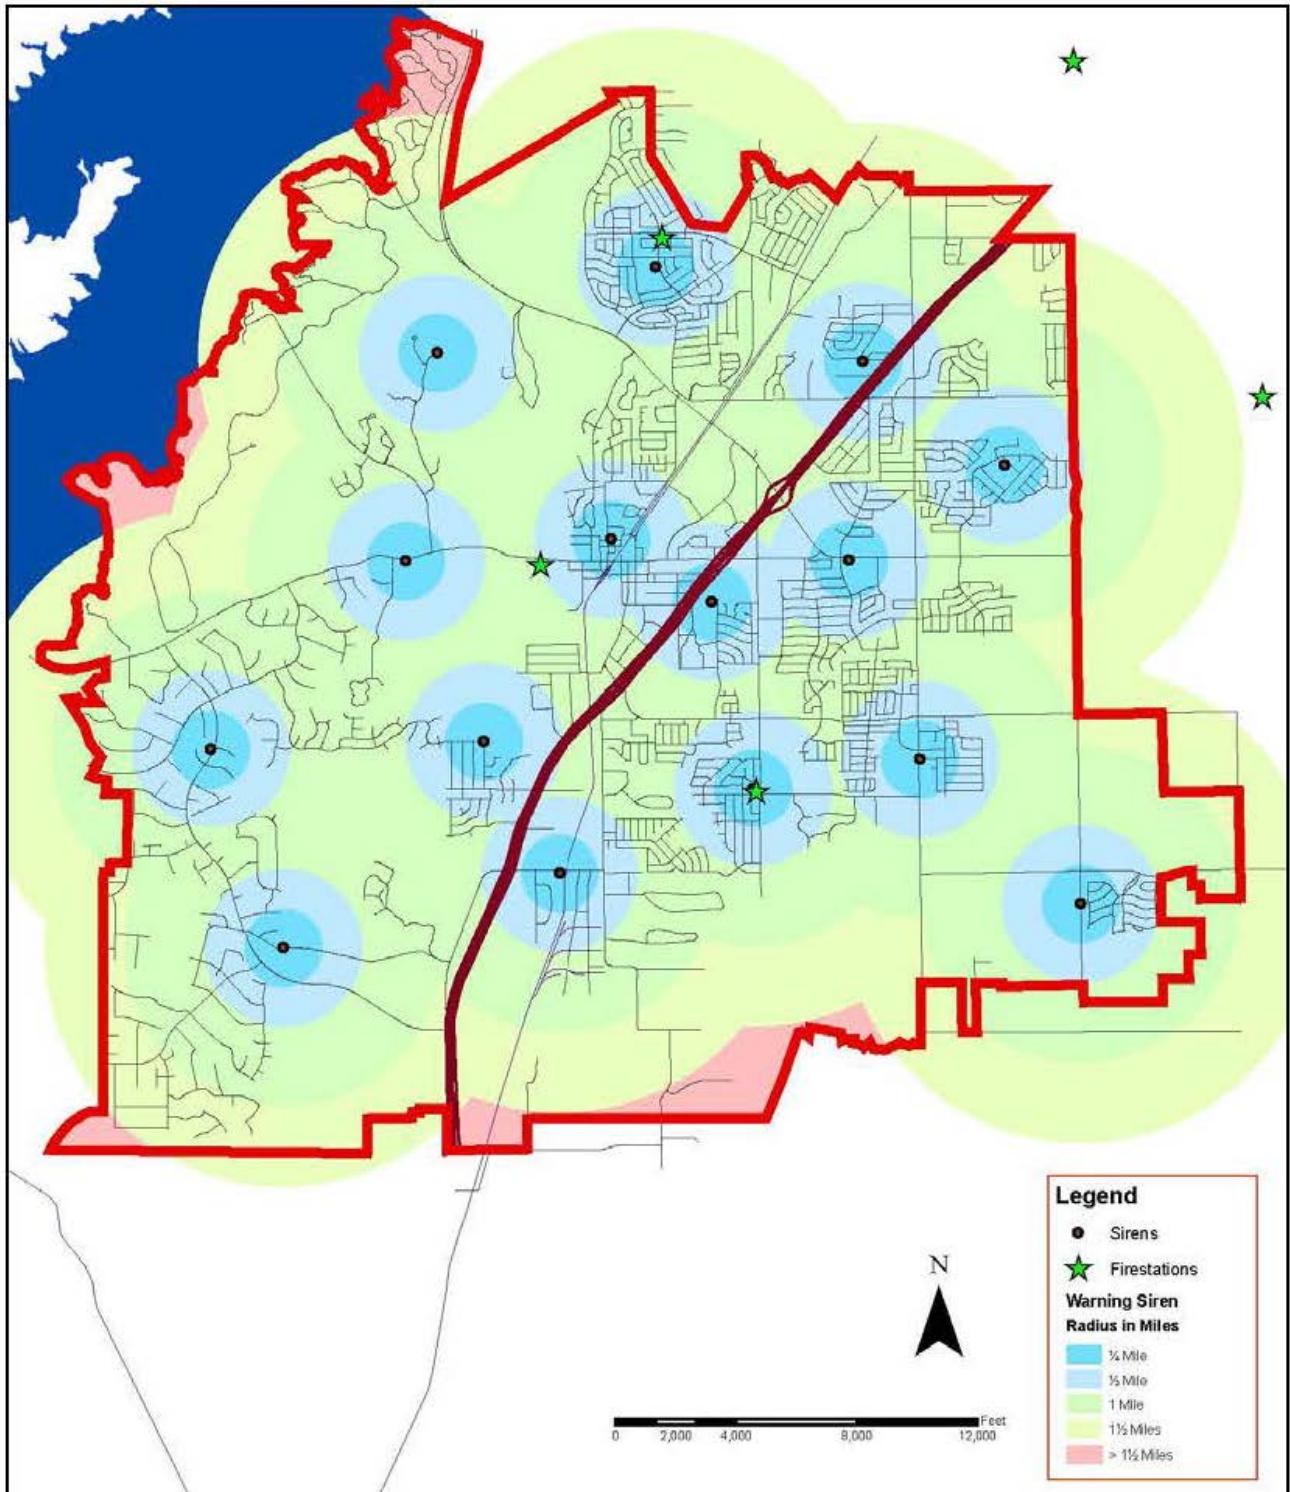 Legend
Sirens
Firestations
Warning Siren
Radius in Miles
¼ Mile
½ Mile
1 Mile
1½ Miles
> 1½ Miles
N
Feet
0 2,000 4,000 8,000 12,000